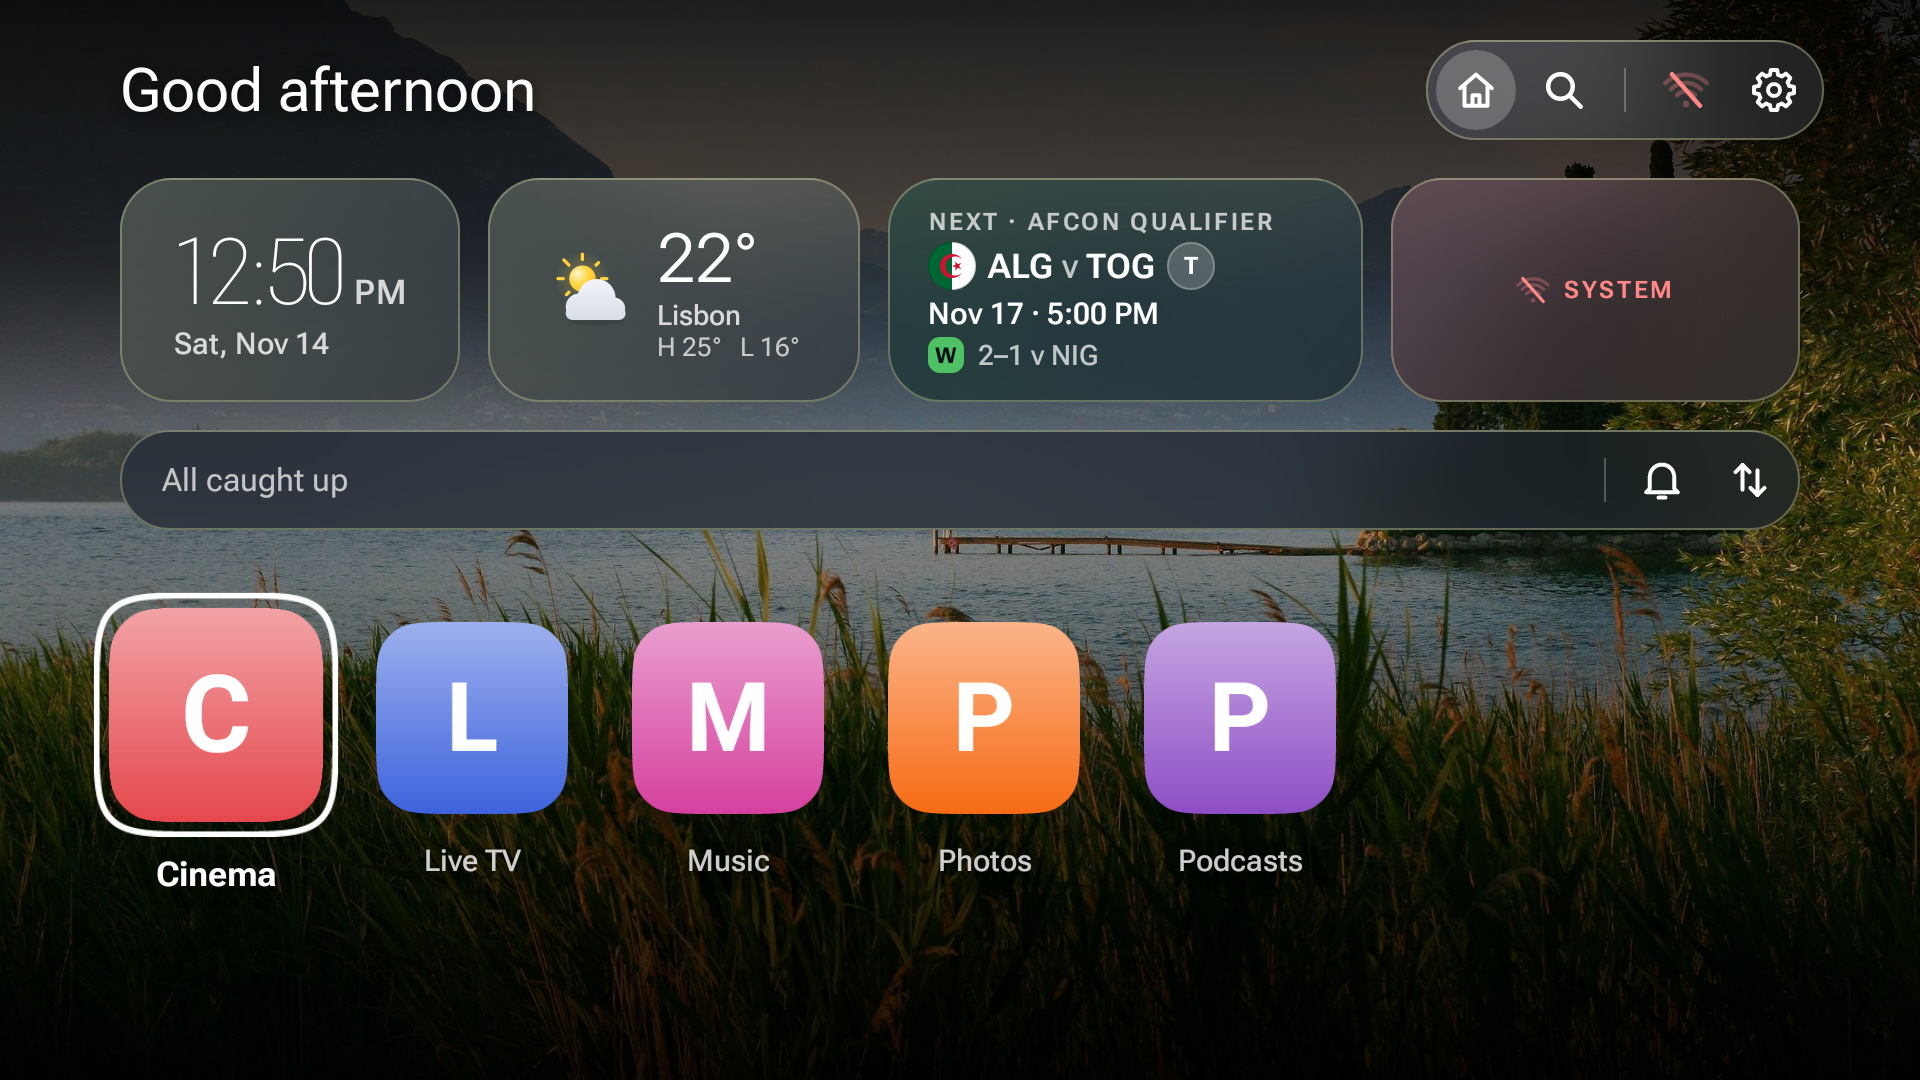 Good afternoon
12:50 PM
Sat, Nov 14
22°
Lisbon
H 25° L 16°
NEXT · AFCON QUALIFIER
ALG v TOG T
Nov 17 · 5:00 PM
W 2–1 v NIG
SYSTEM
All caught up
C
L
M
P
P
Cinema
Live TV
Music
Photos
Podcasts